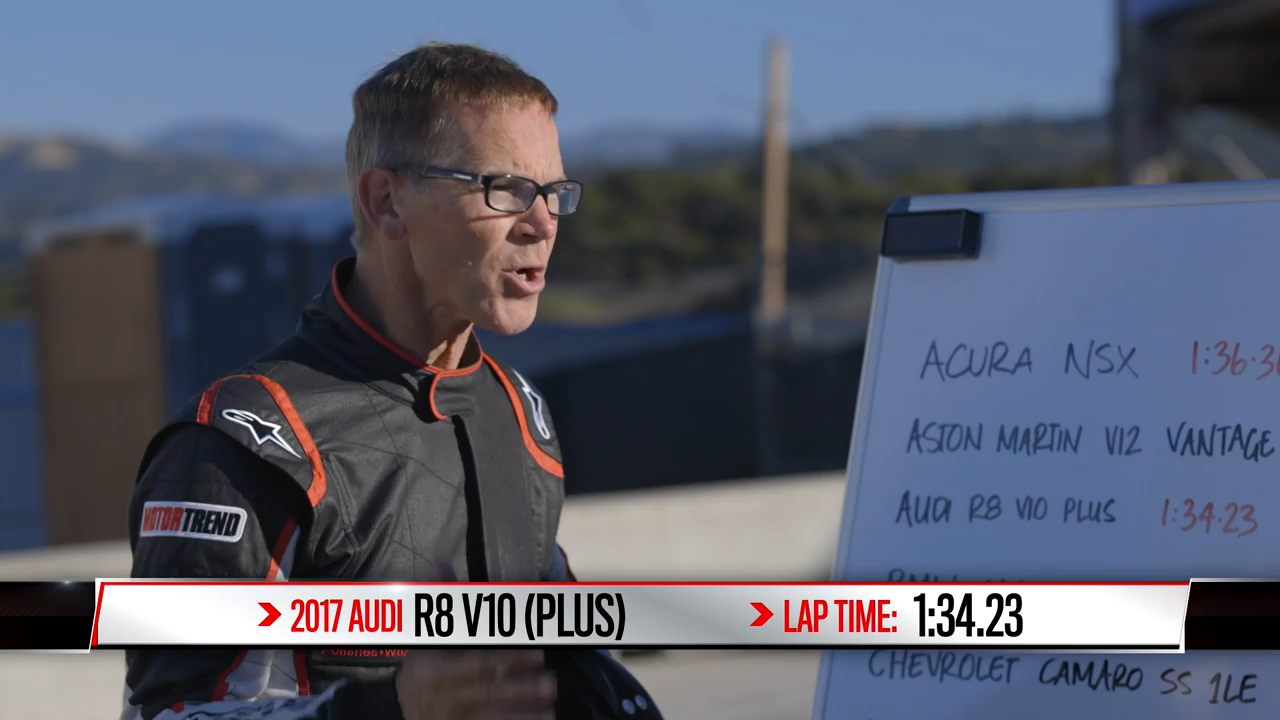 ACURA NSX 1:36.3
ASTON MARTIN V12 VANTAGE
AUDI R8 V10 PLUS 1:34.23
MOTORTREND
2017 AUDI R8 V10 (PLUS) LAP TIME: 1:34.23
CHEVROLET CAMARO SS 1LE